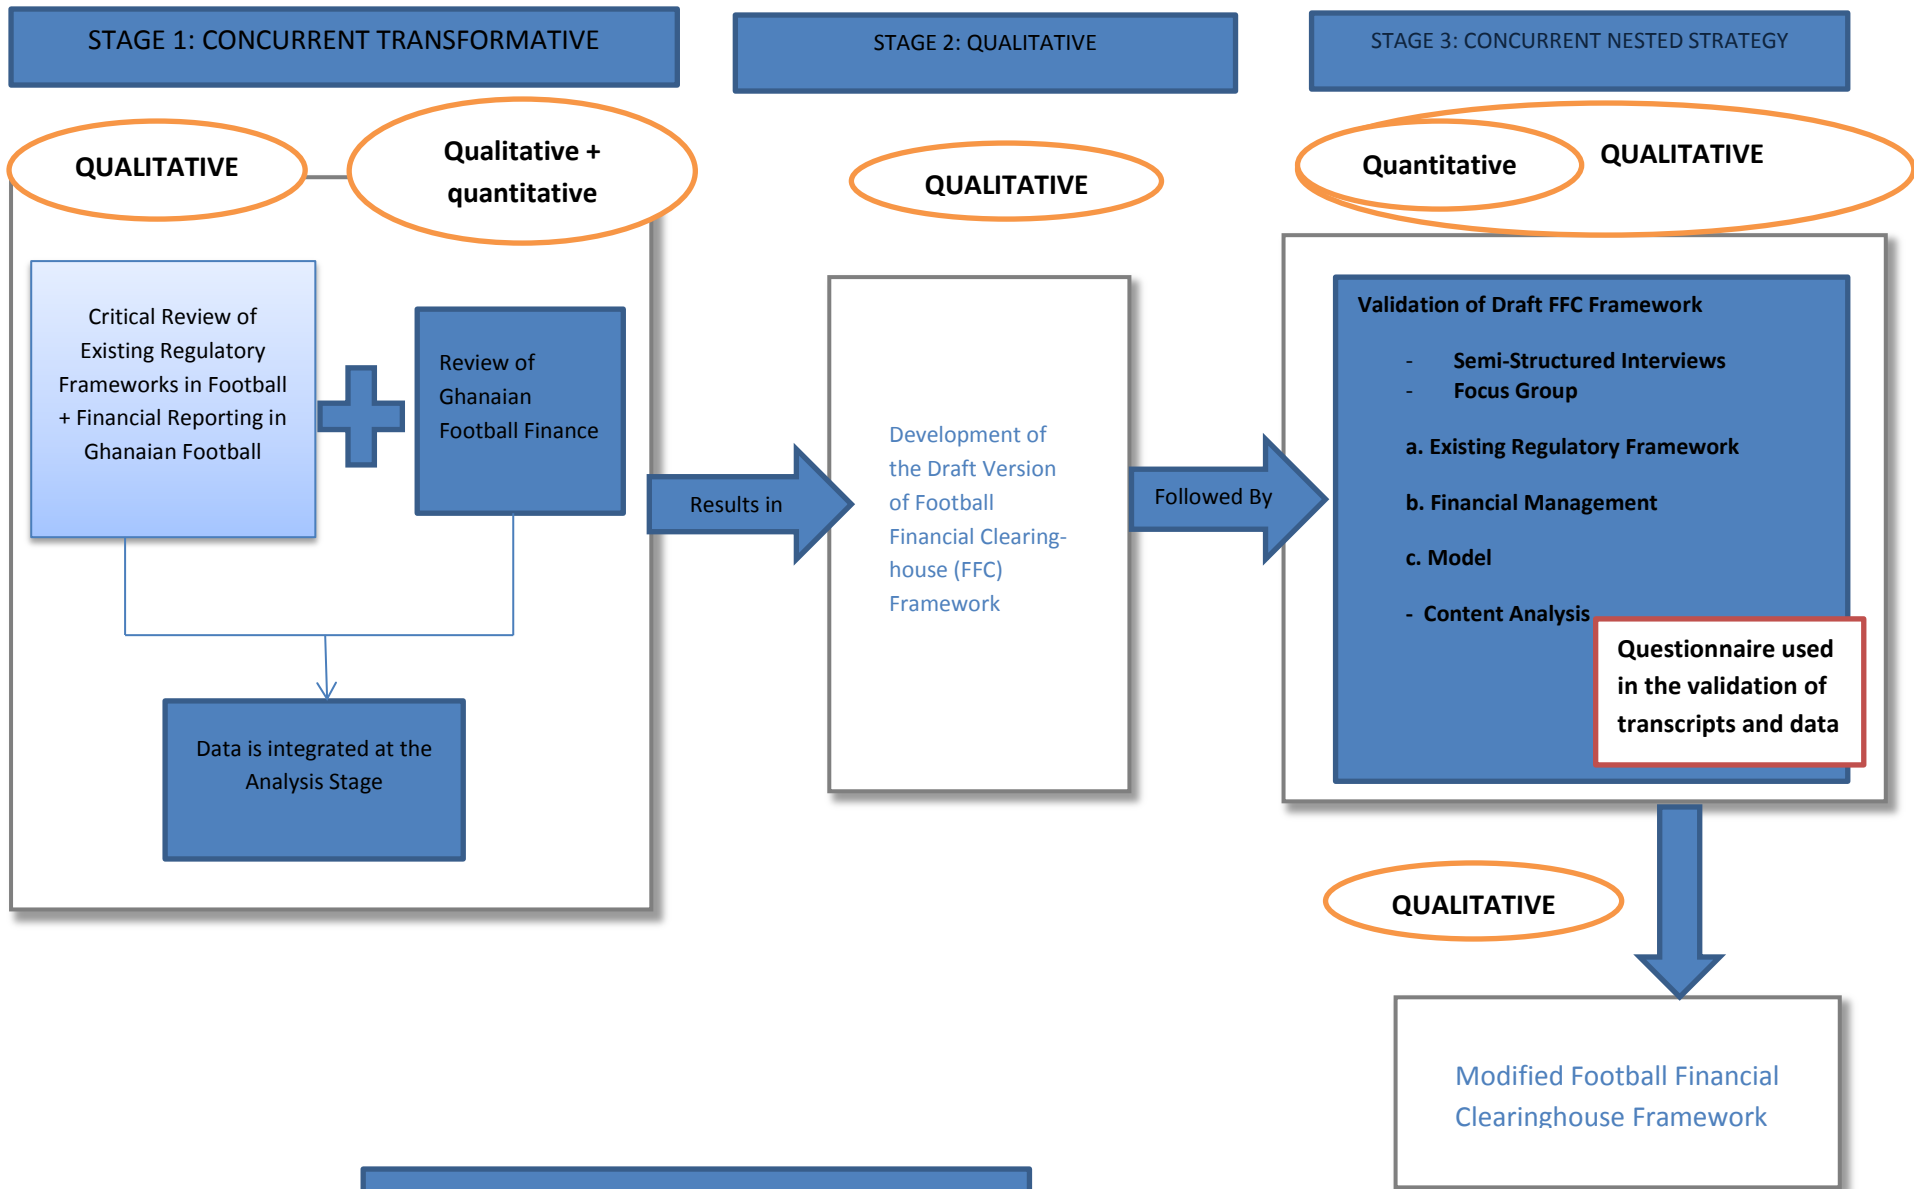 STAGE 1: CONCURRENT TRANSFORMATIVE
STAGE 2: QUALITATIVE
STAGE 3: CONCURRENT NESTED STRATEGY
QUALITATIVE
Qualitative +
quantitative
QUALITATIVE
Quantitative
QUALITATIVE
Critical Review of
Existing Regulatory
Frameworks in Football
+ Financial Reporting in
Ghanaian Football
Review of
Ghanaian
Football Finance
Data is integrated at the
Analysis Stage
Results in
Development of
the Draft Version
of Football
Financial Clearing-
house (FFC)
Framework
Followed By
Validation of Draft FFC Framework
- Semi-Structured Interviews
- Focus Group
a. Existing Regulatory Framework
b. Financial Management
c. Model
- Content Analysis
Questionnaire used
in the validation of
transcripts and data
QUALITATIVE
Modified Football Financial
Clearinghouse Framework